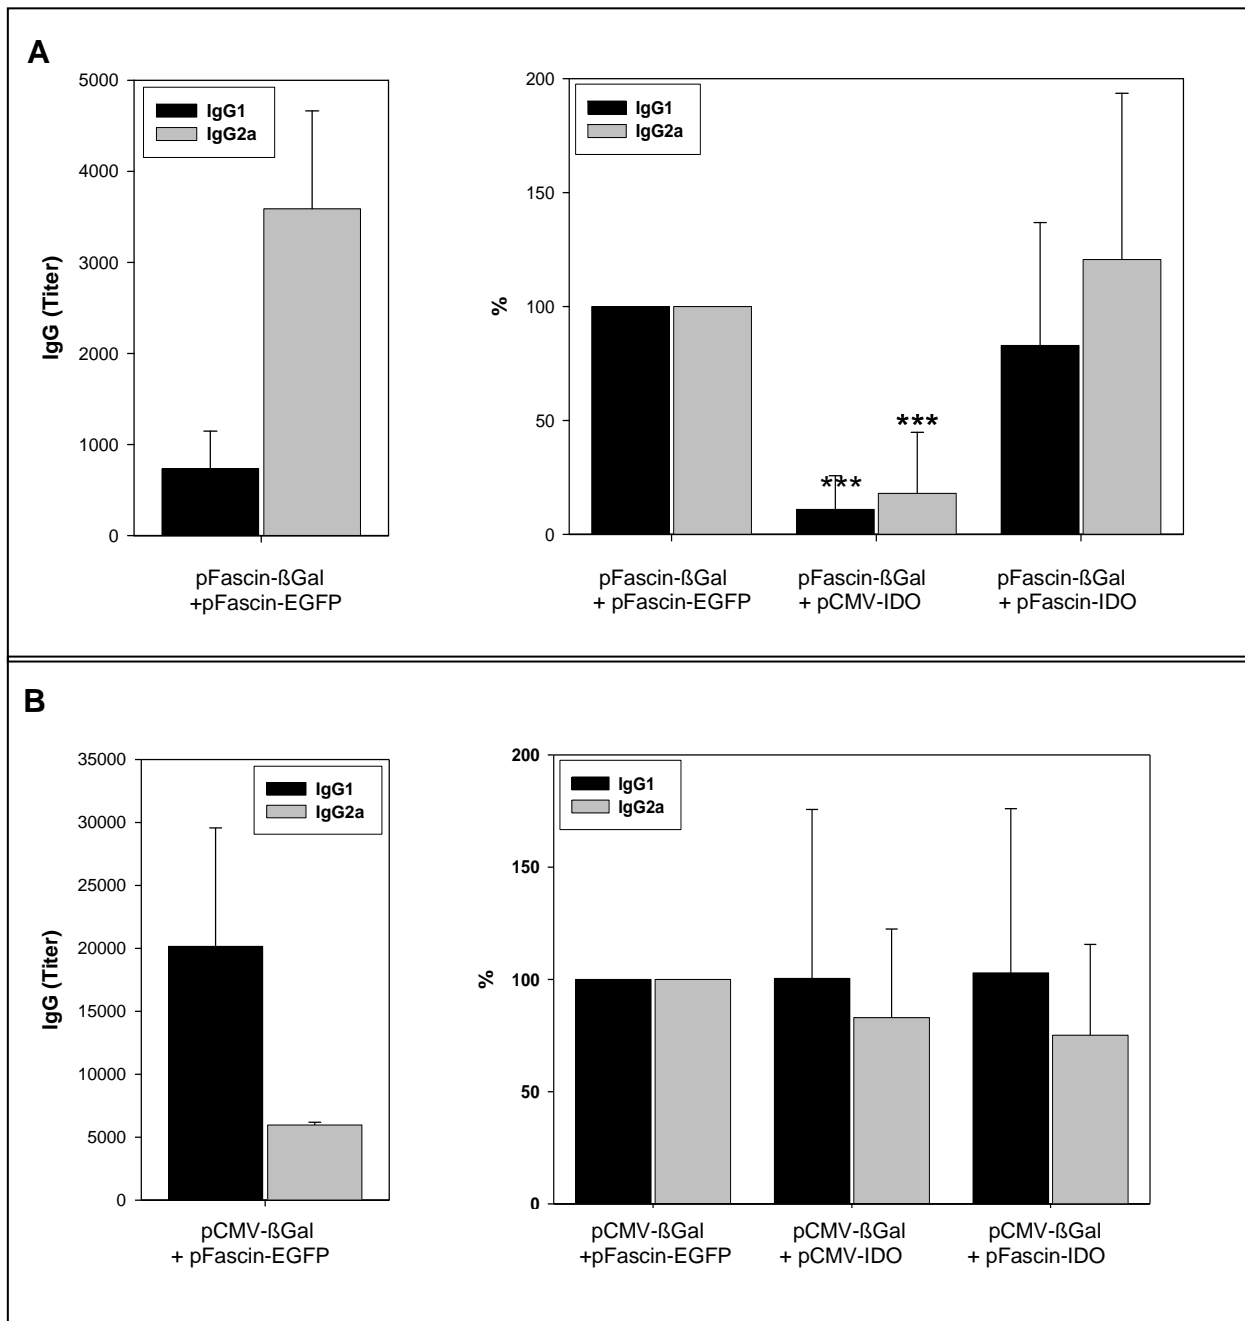 A
5000
4000
3000
2000
1000
0
IgG (Titer)
IgG1
IgG2a
pFascin-ßGal
+pFascin-EGFP
200
150
100
50
0
%
IgG1
IgG2a
***
***
pFascin-ßGal
+ pFascin-EGFP
pFascin-ßGal
+ pCMV-IDO
pFascin-ßGal
+ pFascin-IDO
B
35000
30000
25000
20000
15000
10000
5000
0
IgG (Titer)
IgG1
IgG2a
pCMV-ßGal
+ pFascin-EGFP
200
150
100
50
0
%
IgG1
IgG2a
pCMV-ßGal
+pFascin-EGFP
pCMV-ßGal
+ pCMV-IDO
pCMV-ßGal
+ pFascin-IDO